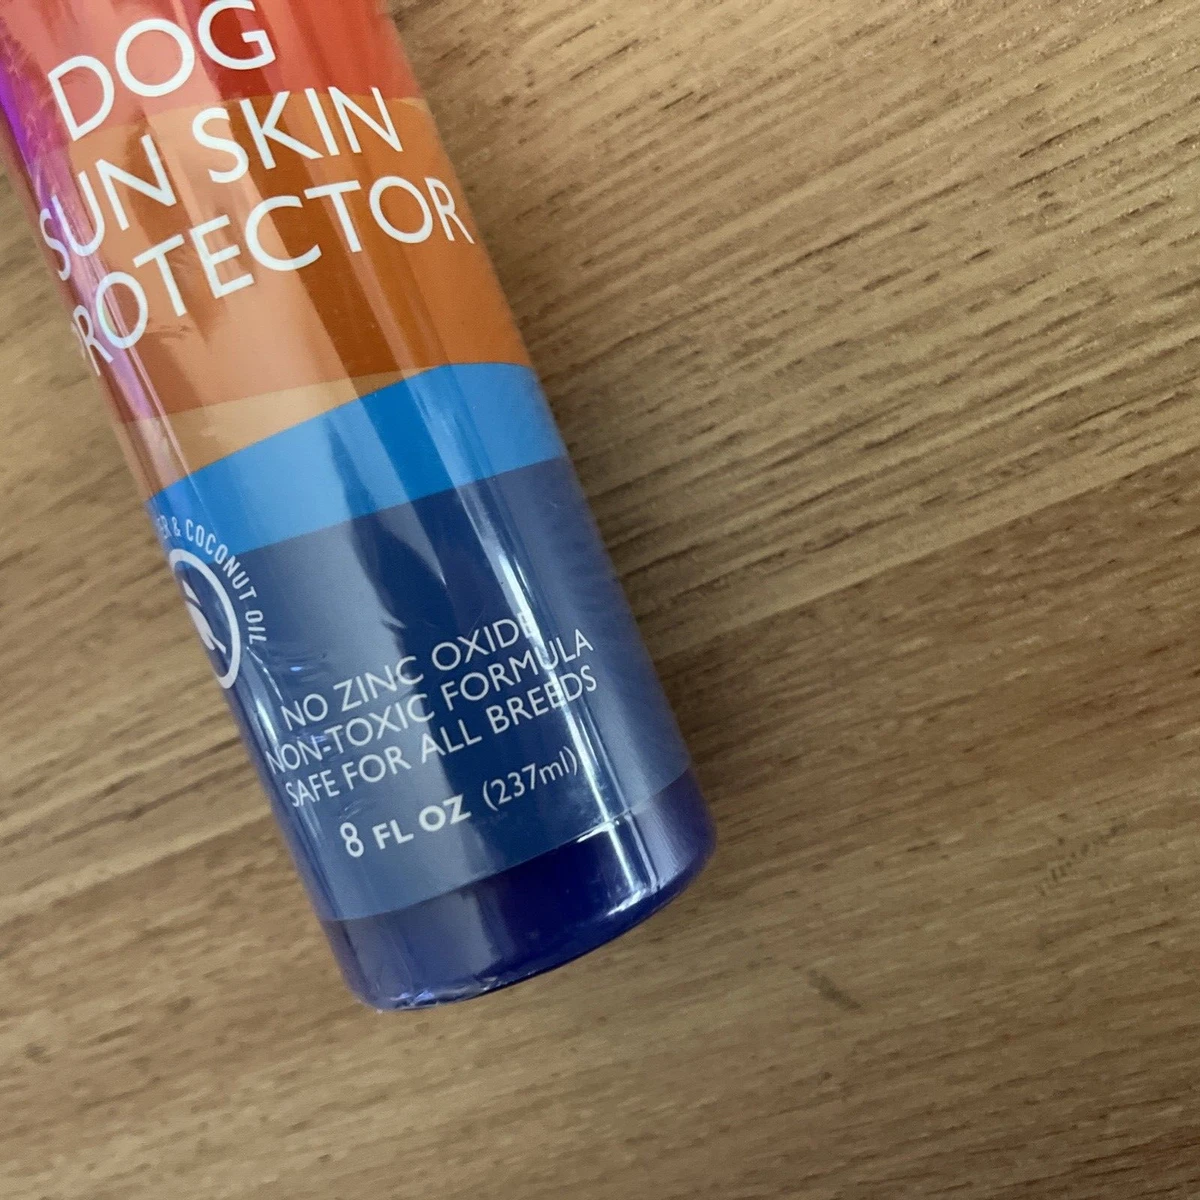 DOG
SUN SKIN
PROTECTOR
& COCONUT OIL
NO ZINC OXIDE
NON-TOXIC FORMULA
SAFE FOR ALL BREEDS
8 FL OZ (237ml)